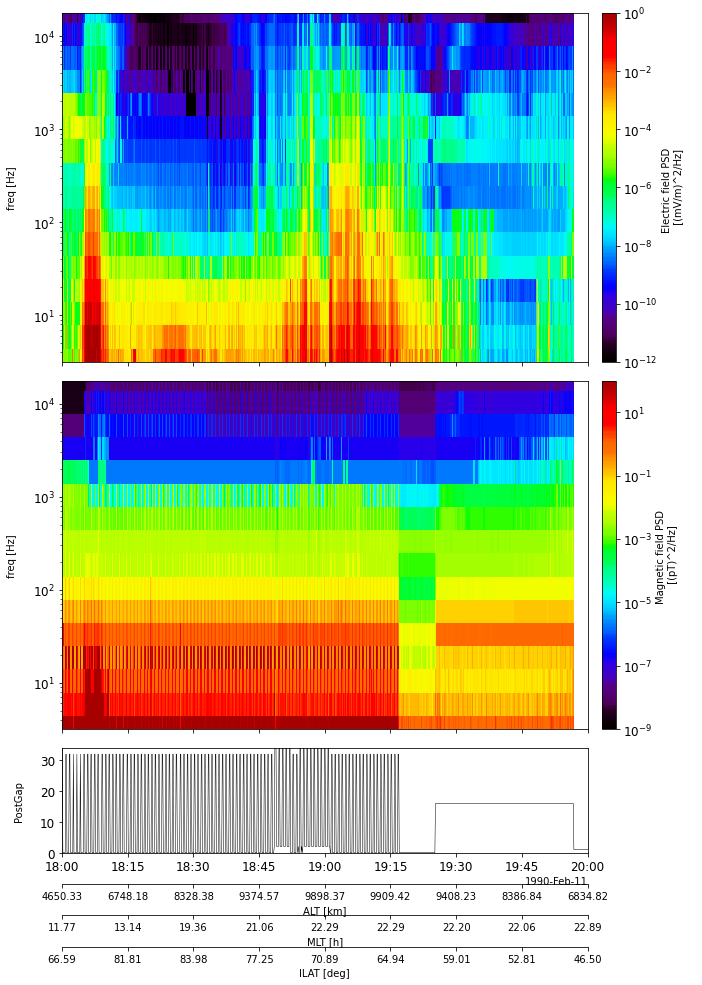 10^4
10^3
10^2
10^1
freq [Hz]
10^0
10^-2
10^-4
10^-6
10^-8
10^-10
10^-12
Electric field PSD
[(mV/m)^2/Hz]
10^4
10^3
10^2
10^1
freq [Hz]
10^1
10^-1
10^-3
10^-5
10^-7
10^-9
Magnetic field PSD
[(pT)^2/Hz]
30
20
10
0
PostGap
18:00 18:15 18:30 18:45 19:00 19:15 19:30 19:45 20:00
1990-Feb-11
4650.33 6748.18 8328.38 9374.57 9898.37 9909.42 9408.23 8386.84 6834.82
ALT [km]
11.77 13.14 19.36 21.06 22.29 22.29 22.20 22.06 22.89
MLT [h]
66.59 81.81 83.98 77.25 70.89 64.94 59.01 52.81 46.50
ILAT [deg]